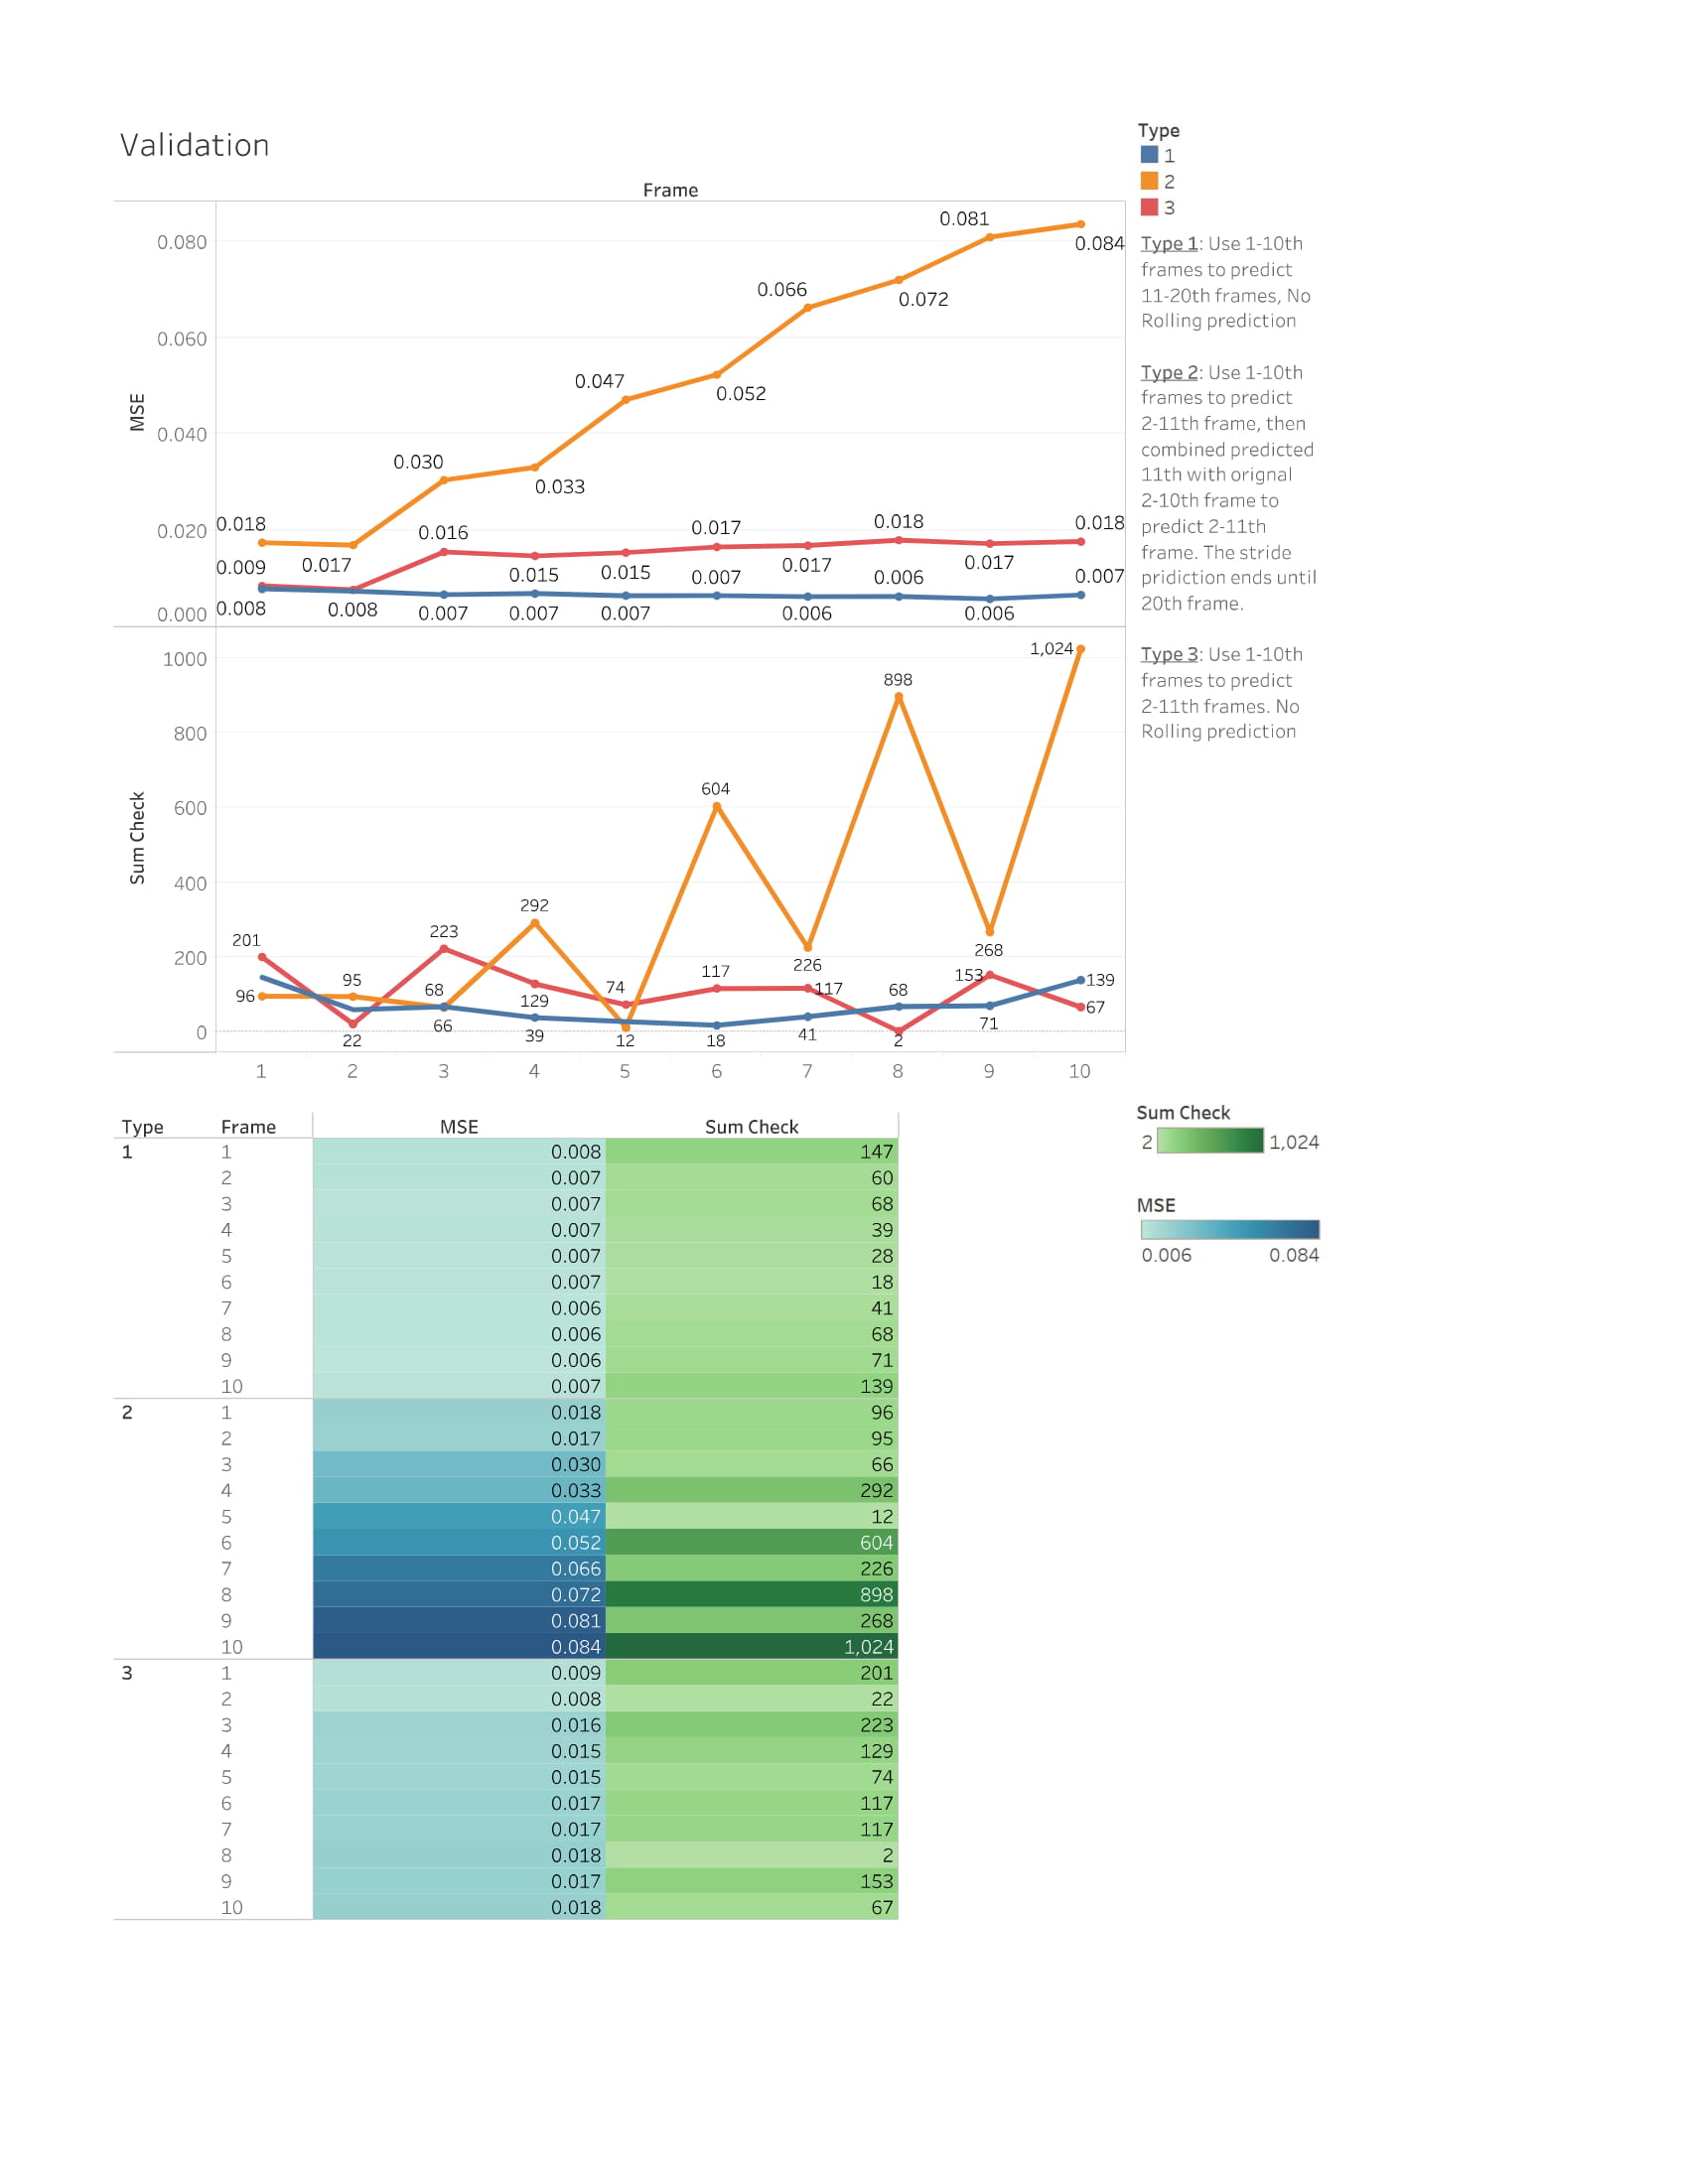 Validation
Frame
MSE
0.080
0.060
0.040
0.020
0.000
0.018
0.017
0.030
0.033
0.047
0.052
0.066
0.072
0.081
0.084
0.009
0.016
0.015
0.015
0.017
0.017
0.018
0.017
0.018
0.008
0.008
0.007
0.007
0.007
0.007
0.006
0.006
0.006
0.007
Sum Check
1000
800
600
400
200
0
201
96
95
22
223
68
66
292
129
39
74
12
604
117
18
226
117
41
898
68
2
268
153
71
1,024
139
67
1 2 3 4 5 6 7 8 9 10
Type
1
2
3
Type 1: Use 1-10th
frames to predict
11-20th frames, No
Rolling prediction
Type 2: Use 1-10th
frames to predict
2-11th frame, then
combined predicted
11th with orignal
2-10th frame to
predict 2-11th
frame. The stride
pridiction ends until
20th frame.
Type 3: Use 1-10th
frames to predict
2-11th frames. No
Rolling prediction
Type Frame MSE Sum Check
1 1 0.008 147
2 0.007 60
3 0.007 68
4 0.007 39
5 0.007 28
6 0.007 18
7 0.006 41
8 0.006 68
9 0.006 71
10 0.007 139
2 1 0.018 96
2 0.017 95
3 0.030 66
4 0.033 292
5 0.047 12
6 0.052 604
7 0.066 226
8 0.072 898
9 0.081 268
10 0.084 1,024
3 1 0.009 201
2 0.008 22
3 0.016 223
4 0.015 129
5 0.015 74
6 0.017 117
7 0.017 117
8 0.018 2
9 0.017 153
10 0.018 67
Sum Check
2 1,024
MSE
0.006 0.084